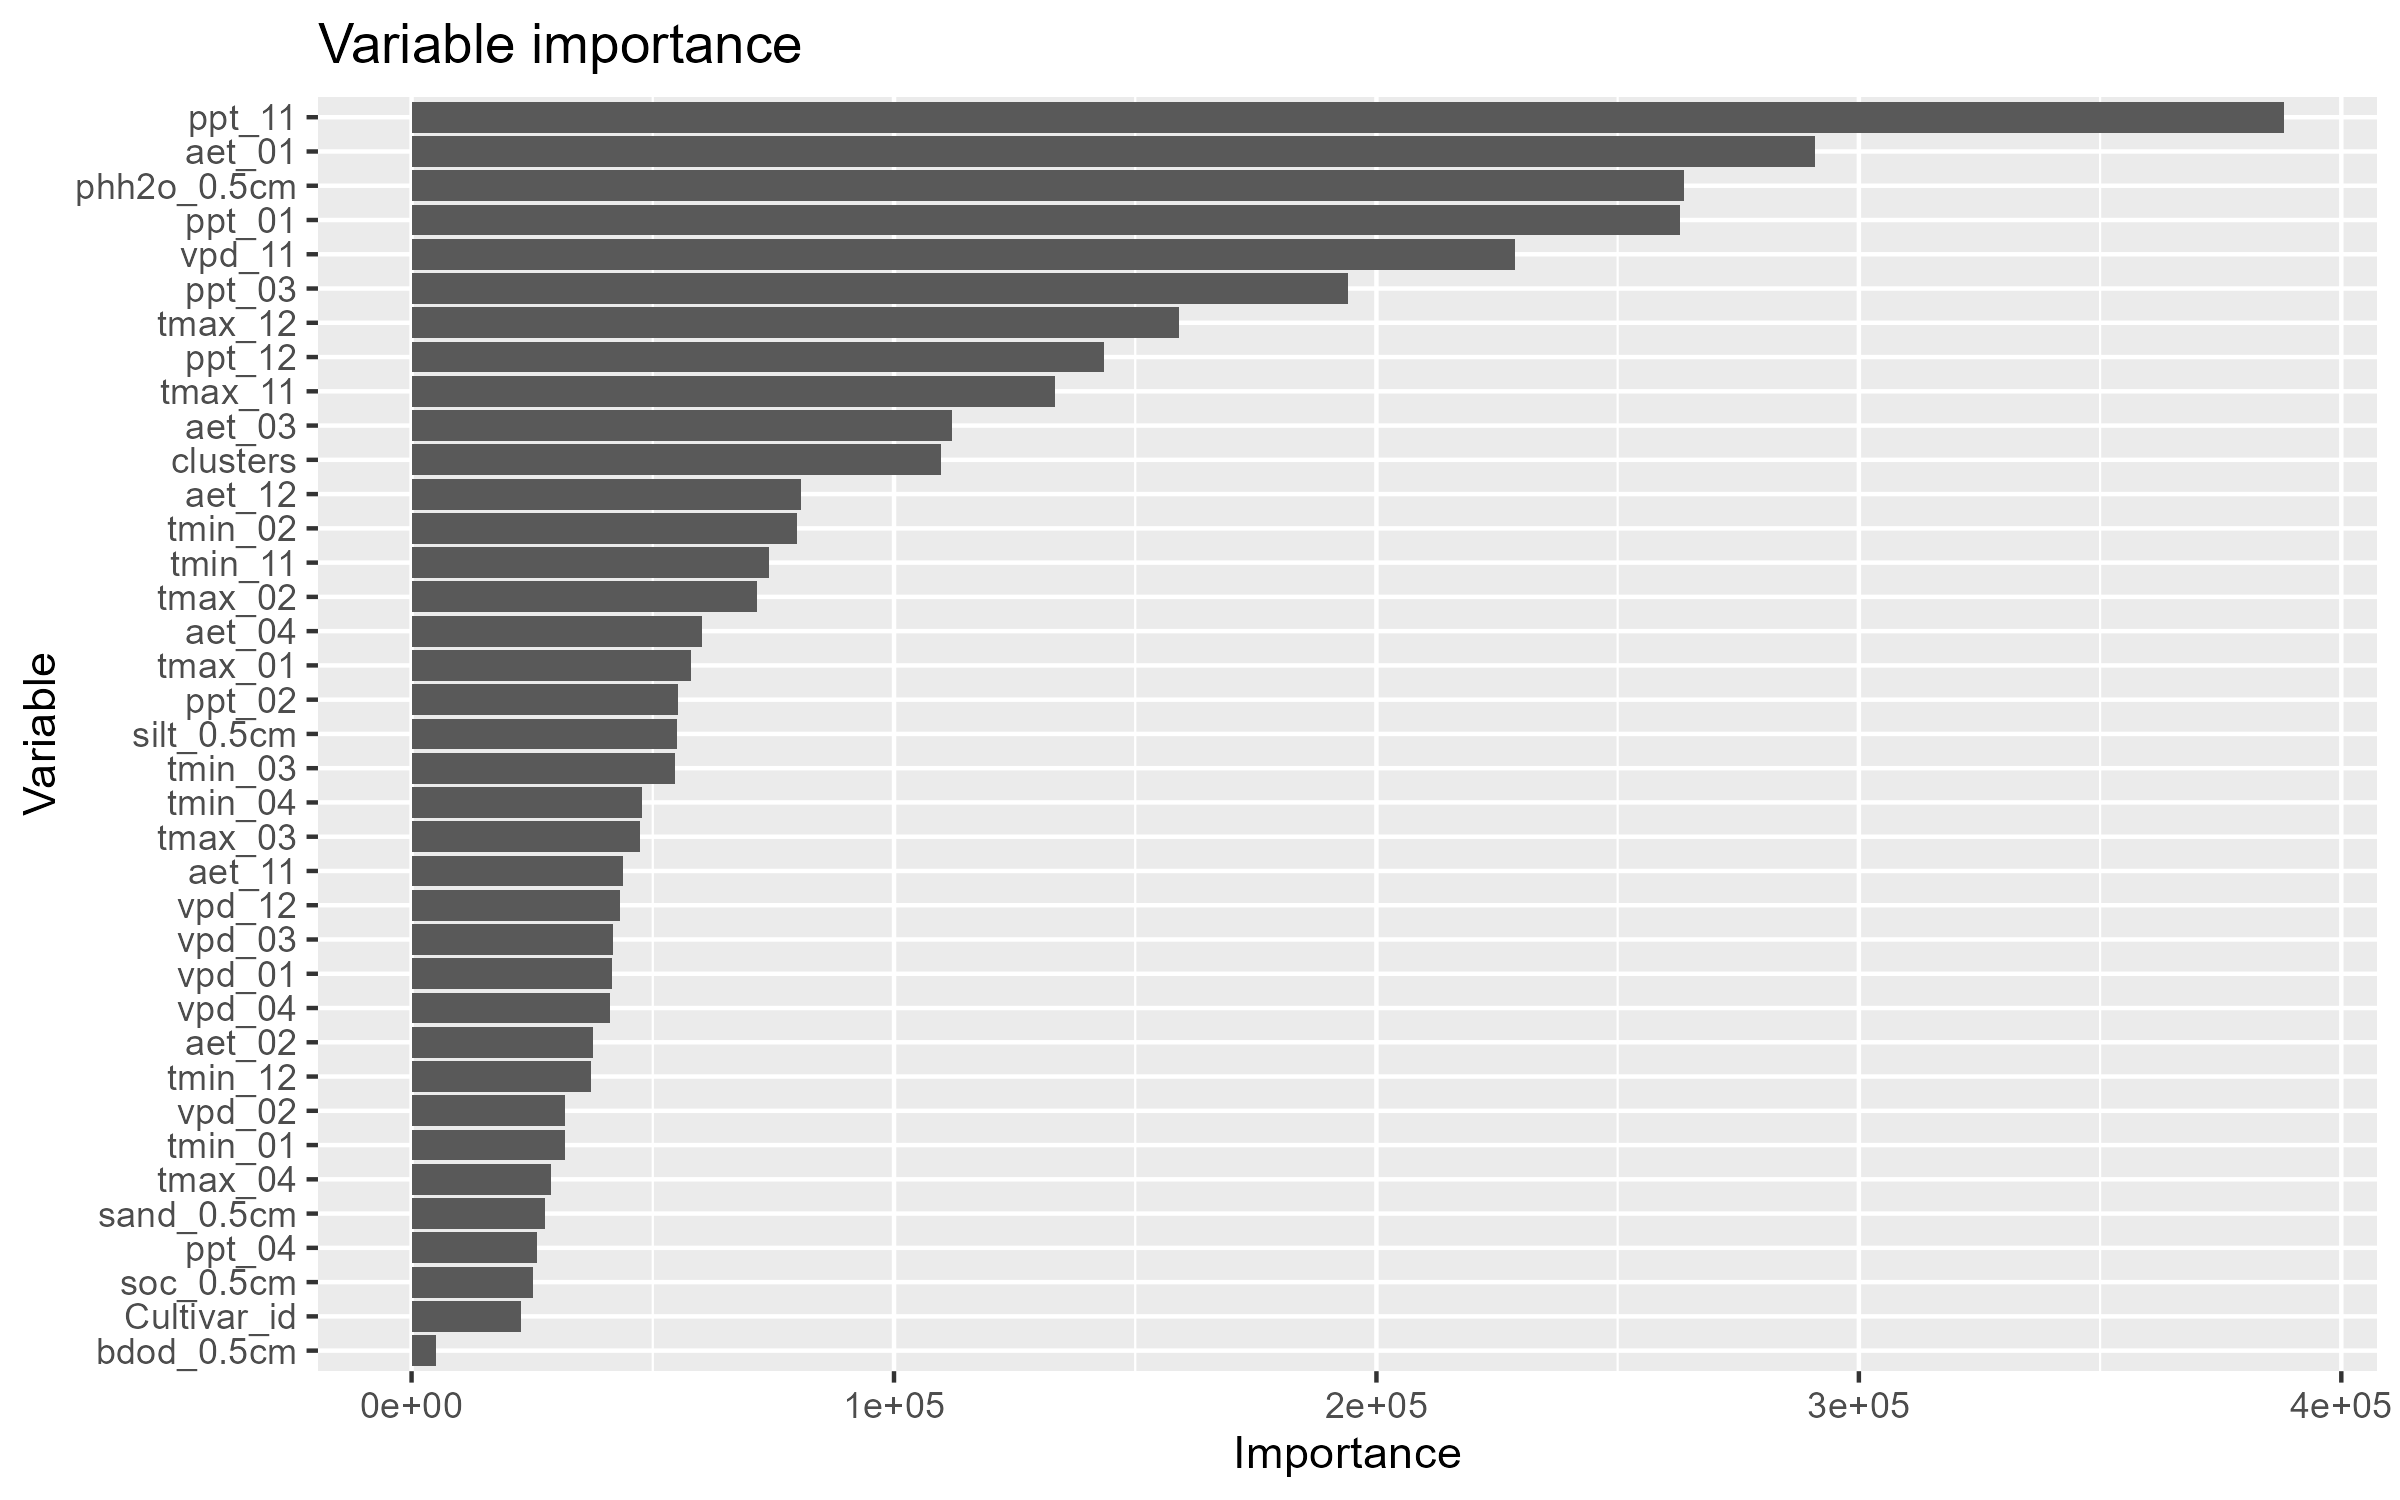 Variable importance
ppt_11
aet_01
phh2o_0.5cm
ppt_01
vpd_11
ppt_03
tmax_12
ppt_12
tmax_11
aet_03
clusters
aet_12
tmin_02
tmin_11
tmax_02
aet_04
tmax_01
ppt_02
silt_0.5cm
tmin_03
tmin_04
tmax_03
aet_11
vpd_12
vpd_03
vpd_01
vpd_04
aet_02
tmin_12
vpd_02
tmin_01
tmax_04
sand_0.5cm
ppt_04
soc_0.5cm
Cultivar_id
bdod_0.5cm
Variable
0e+00 1e+05 2e+05 3e+05 4e+05
Importance